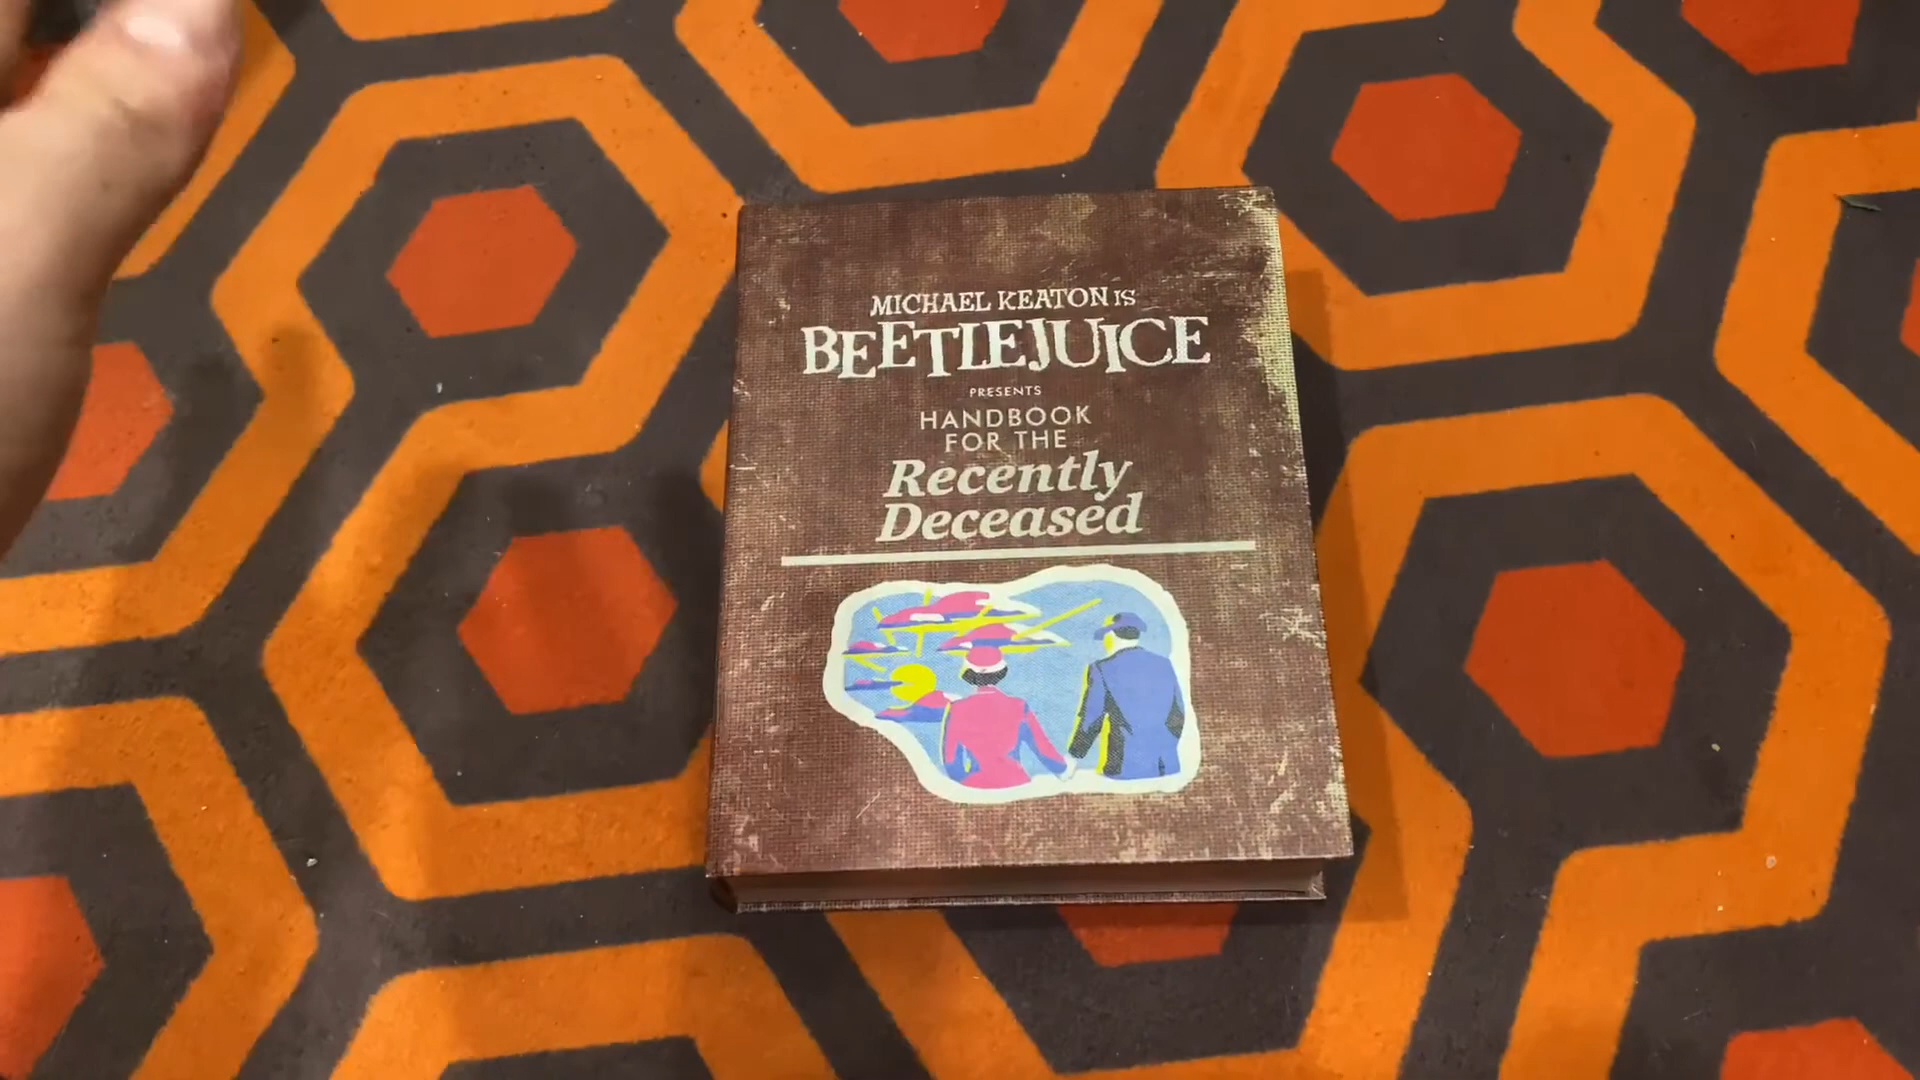 MICHAEL KEATON IS
BEETLEJUICE
PRESENTS
HANDBOOK
FOR THE
Recently
Deceased